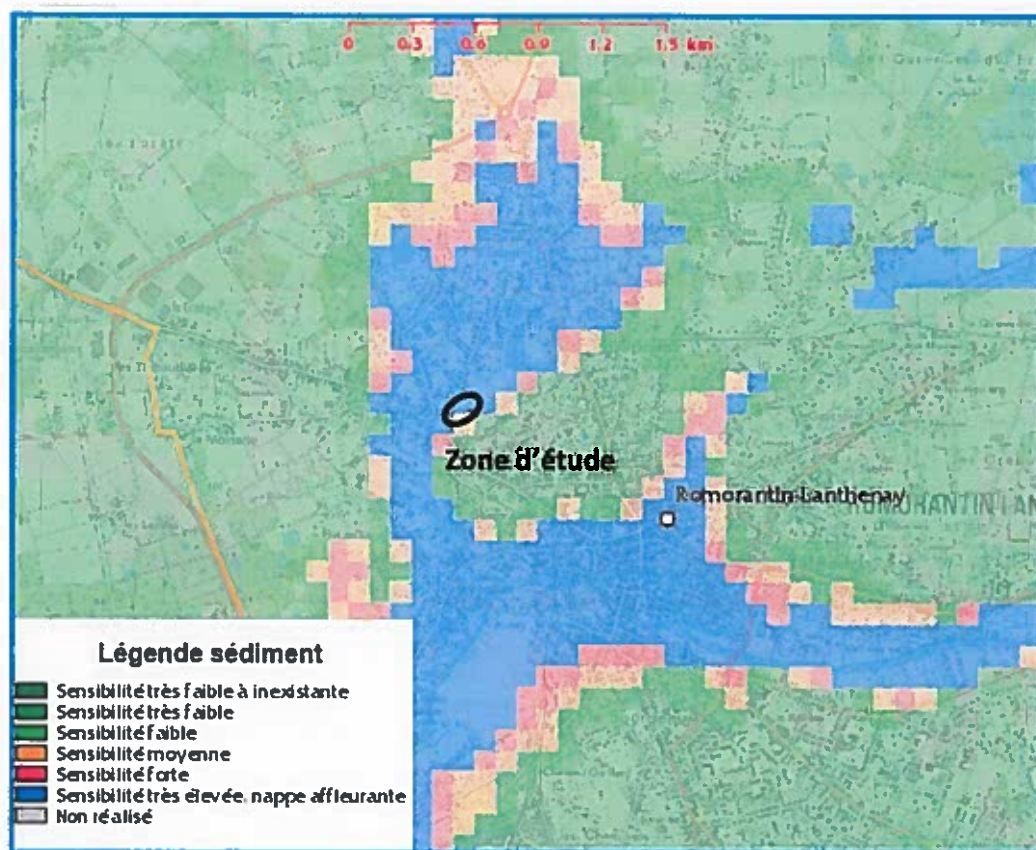 0 0.3 0.6 0.9 1.2 1.5 km
Zone d'étude
Romorantin-Lanthenay
Légende sédiment
Sensibilité très faible à inexistante
Sensibilité très faible
Sensibilité faible
Sensibilité moyenne
Sensibilité forte
Sensibilité très élevée, nappe affleurante
Non réalisé